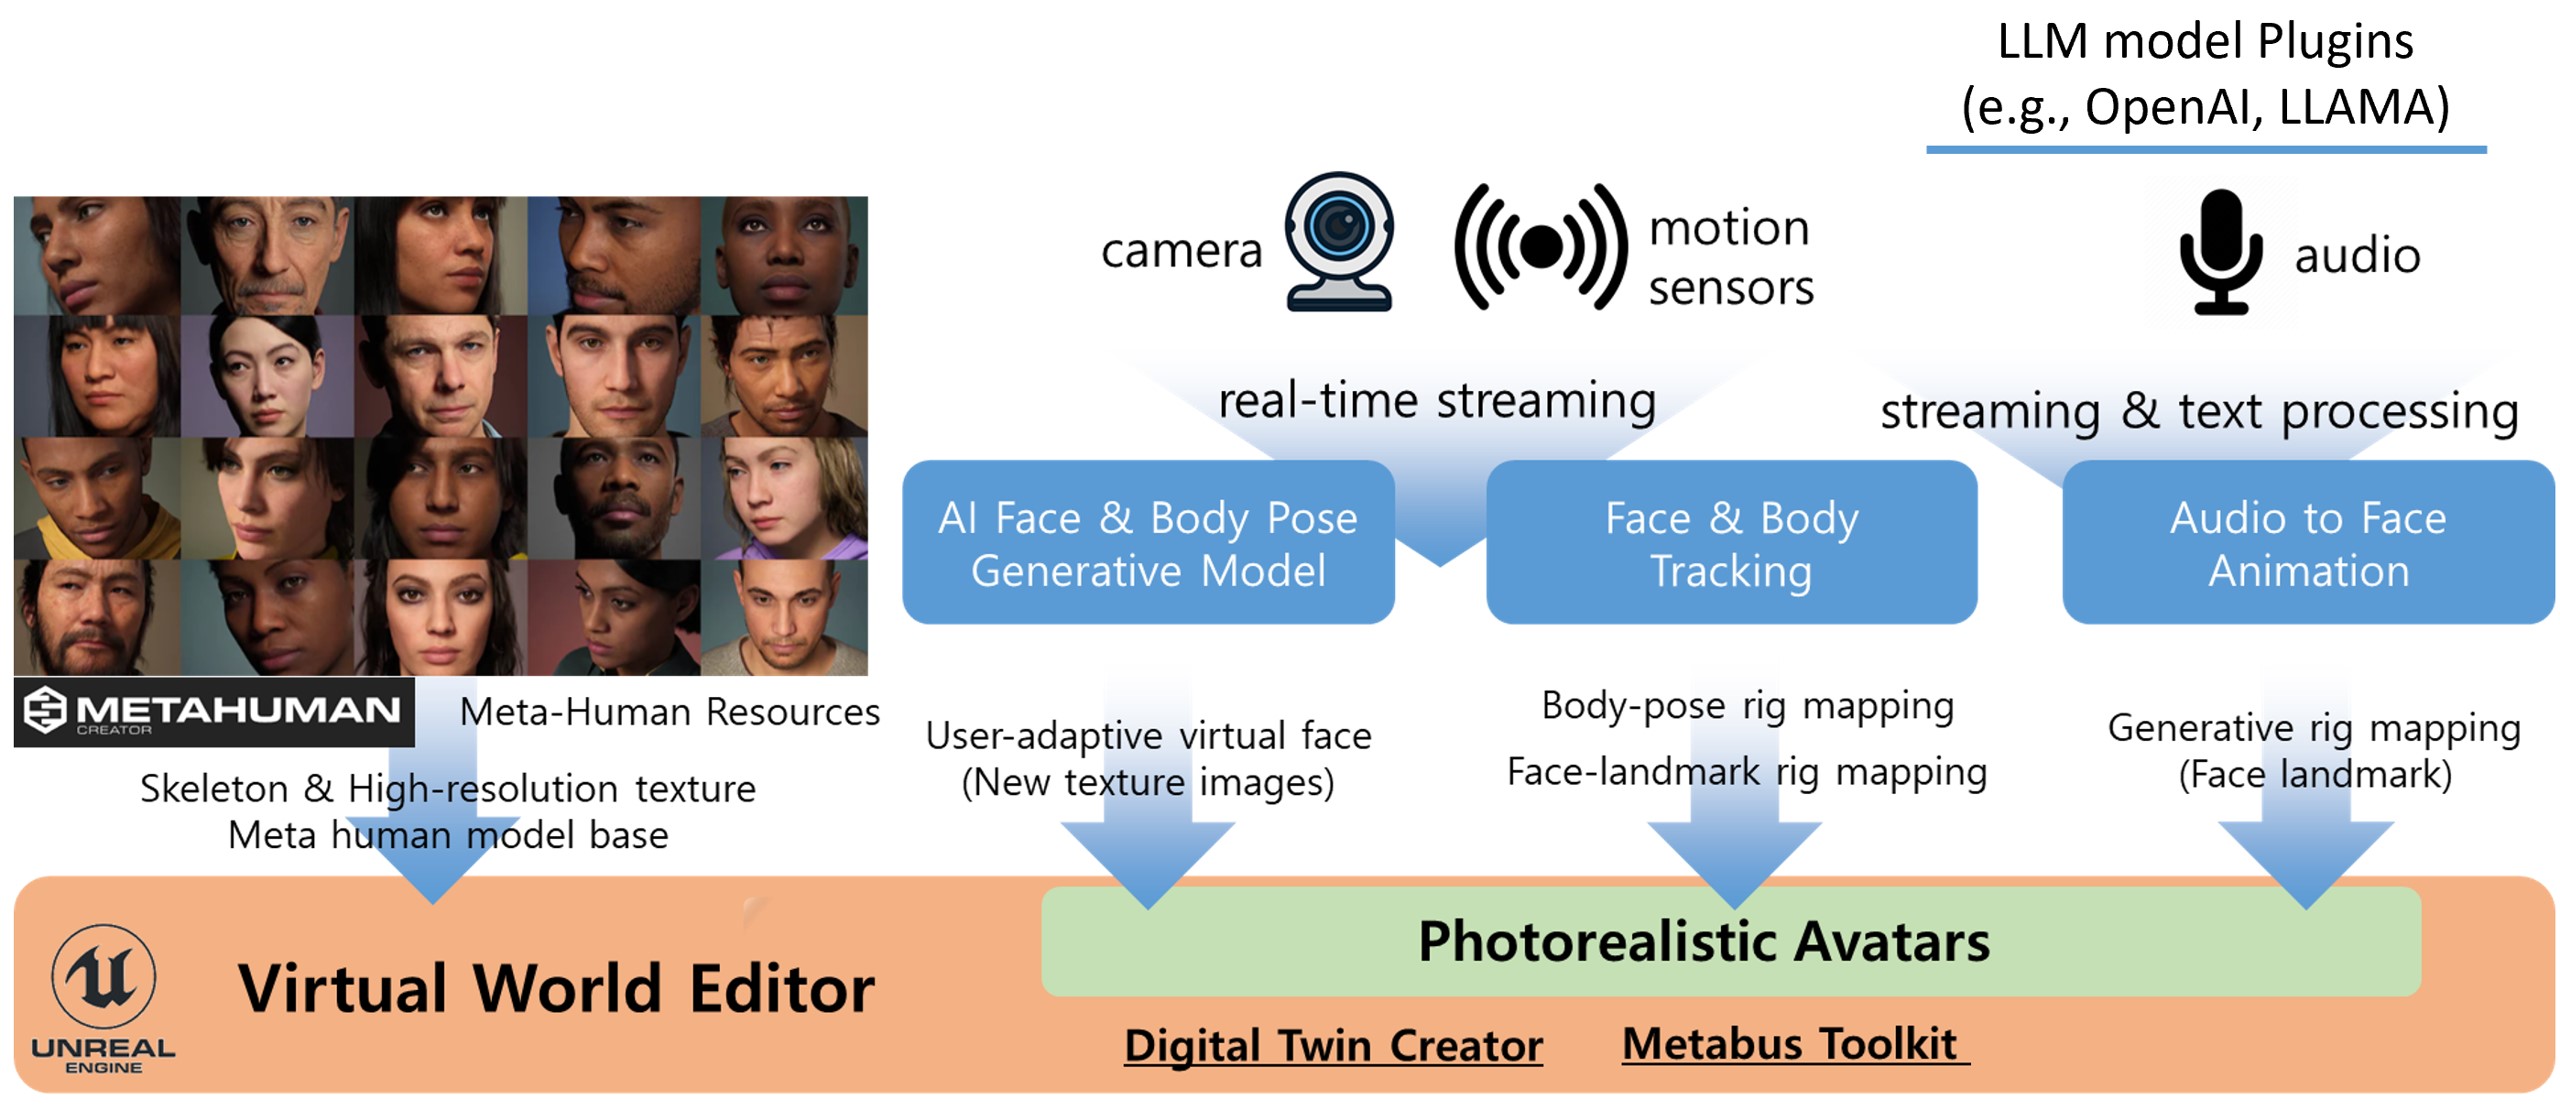 LLM model Plugins
(e.g., OpenAI, LLAMA)
camera
motion
sensors
audio
real-time streaming
streaming & text processing
AI Face & Body Pose
Generative Model
Face & Body
Tracking
Audio to Face
Animation
METAHUMAN
CREATOR
Meta-Human Resources
Skeleton & High-resolution texture
Meta human model base
User-adaptive virtual face
(New texture images)
Body-pose rig mapping
Face-landmark rig mapping
Generative rig mapping
(Face landmark)
UNREAL
ENGINE
Virtual World Editor
Photorealistic Avatars
Digital Twin Creator
Metabus Toolkit